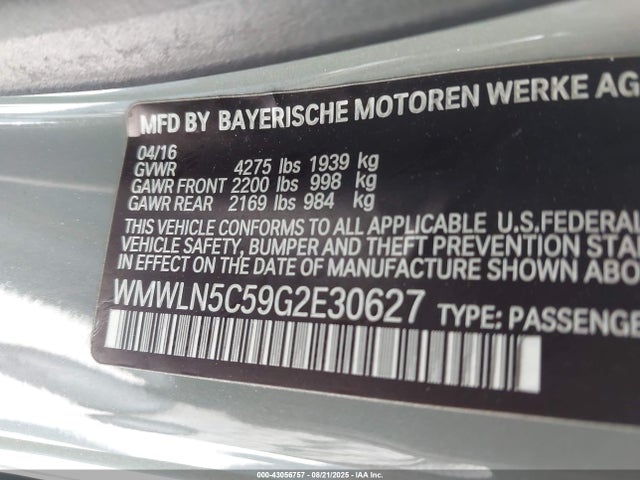 MFD BY BAYERISCHE MOTOREN WERKE AG
04/16
GVWR 4275 lbs 1939 kg
GAWR FRONT 2200 lbs 998 kg
GAWR REAR 2169 lbs 984 kg
THIS VEHICLE CONFORMS TO ALL APPLICABLE U.S.FEDERAL
VEHICLE SAFETY, BUMPER AND THEFT PREVENTION STA
IN EFFECT ON THE DATE OF MANUFACTURE SHOWN ABO
WMWLN5C59G2E30627 TYPE: PASSENGE
000-43056757 - 08/21/2025 - IAA Corp.